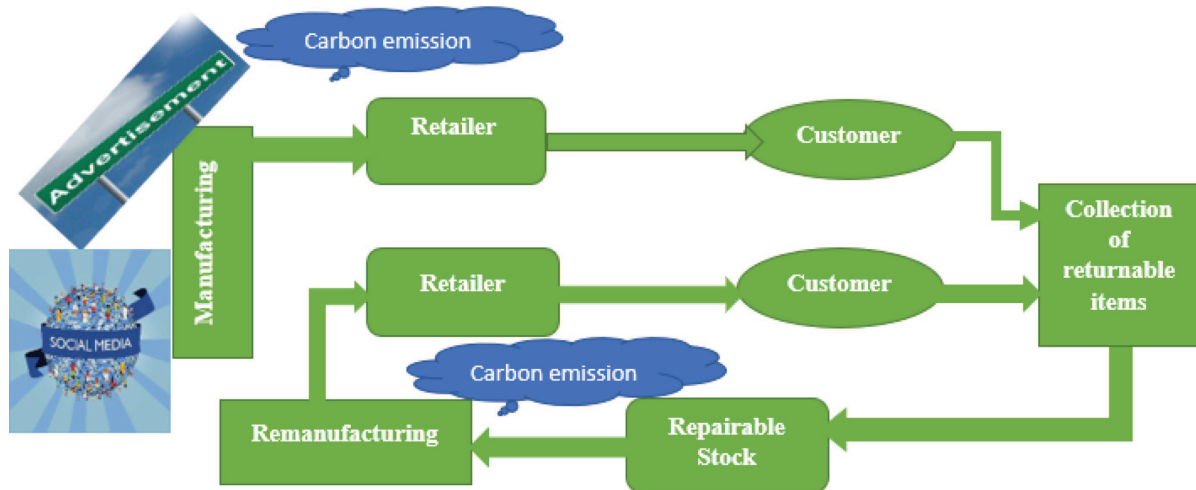 Carbon emission
Advertisement
Retailer
Customer
Manufacturing
Collection
of
returnable
items
Retailer
Customer
SOCIAL MEDIA
Carbon emission
Remanufacturing
Repairable
Stock